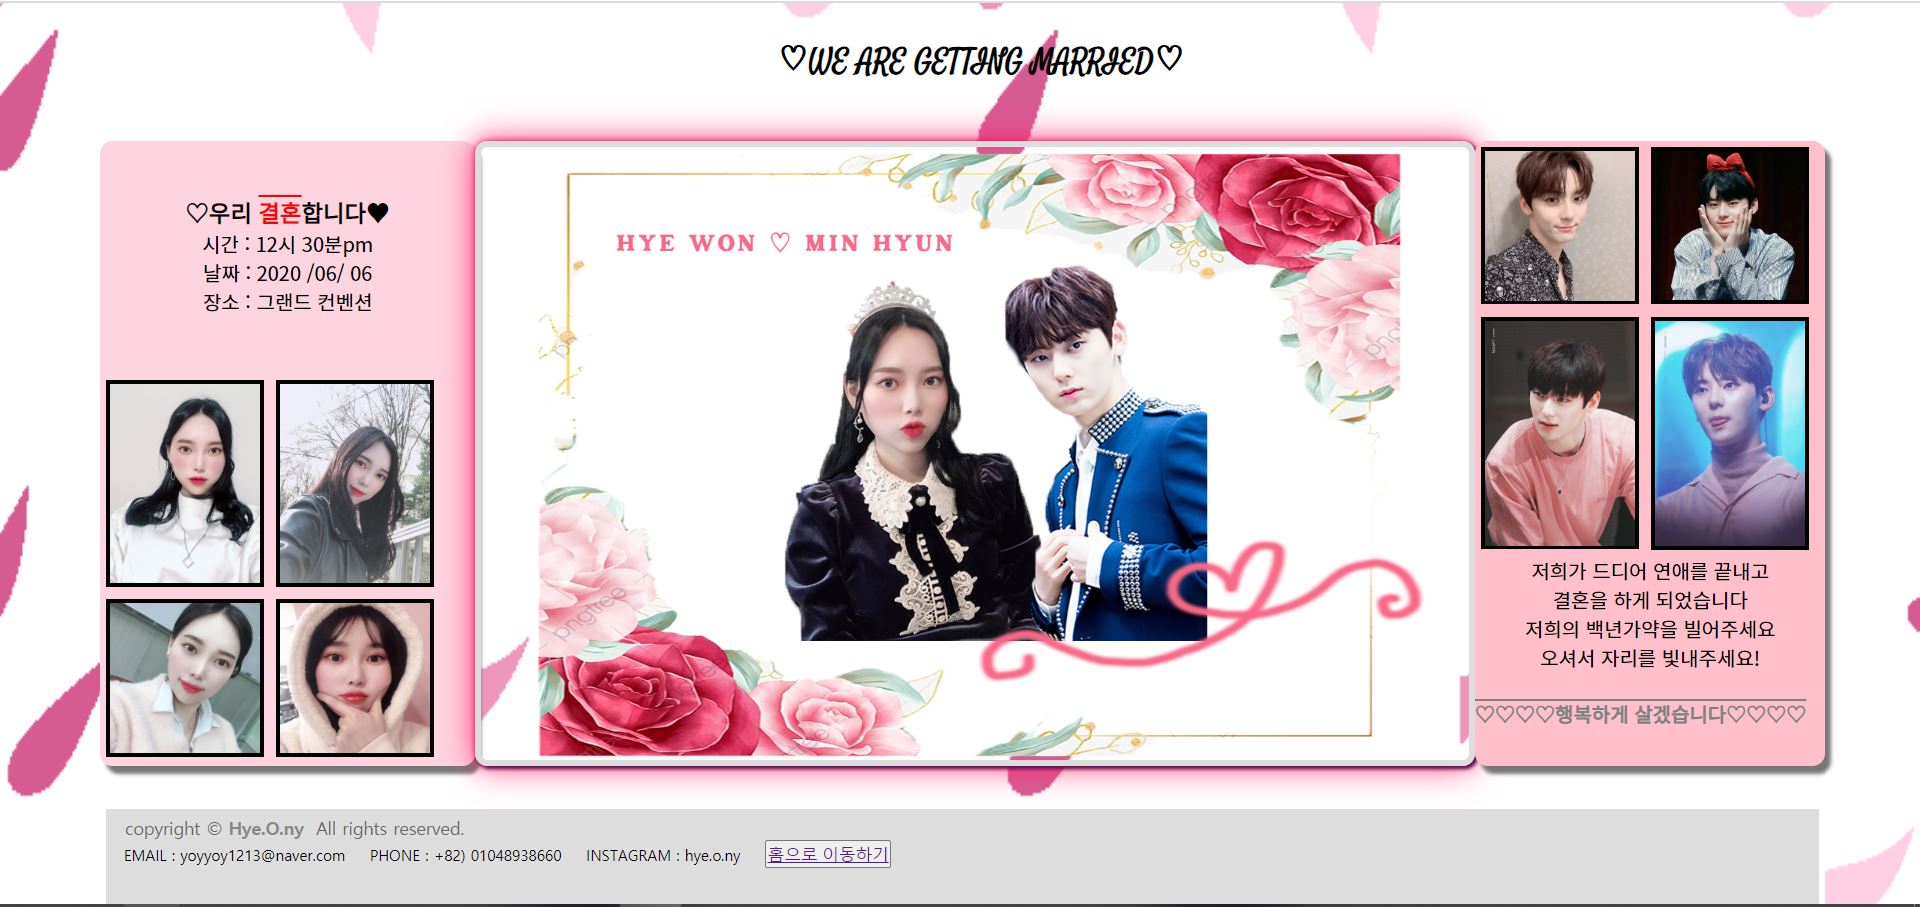 ♡WE ARE GETTING MARRIED♡
♡우리 결혼합니다♥
시간 : 12시 30분pm
날짜 : 2020 /06/ 06
장소 : 그랜드 컨벤션
HYE WON ♡ MIN HYUN
pngtree
pngtree
저희가 드디어 연애를 끝내고
결혼을 하게 되었습니다
저희의 백년가약을 빌어주세요
오셔서 자리를 빛내주세요!
♡♡♡♡행복하게 살겠습니다♡♡♡♡
copyright © Hye.O.ny All rights reserved.
EMAIL : yoyyoy1213@naver.com PHONE : +82) 01048938660 INSTAGRAM : hye.o.ny 홈으로 이동하기